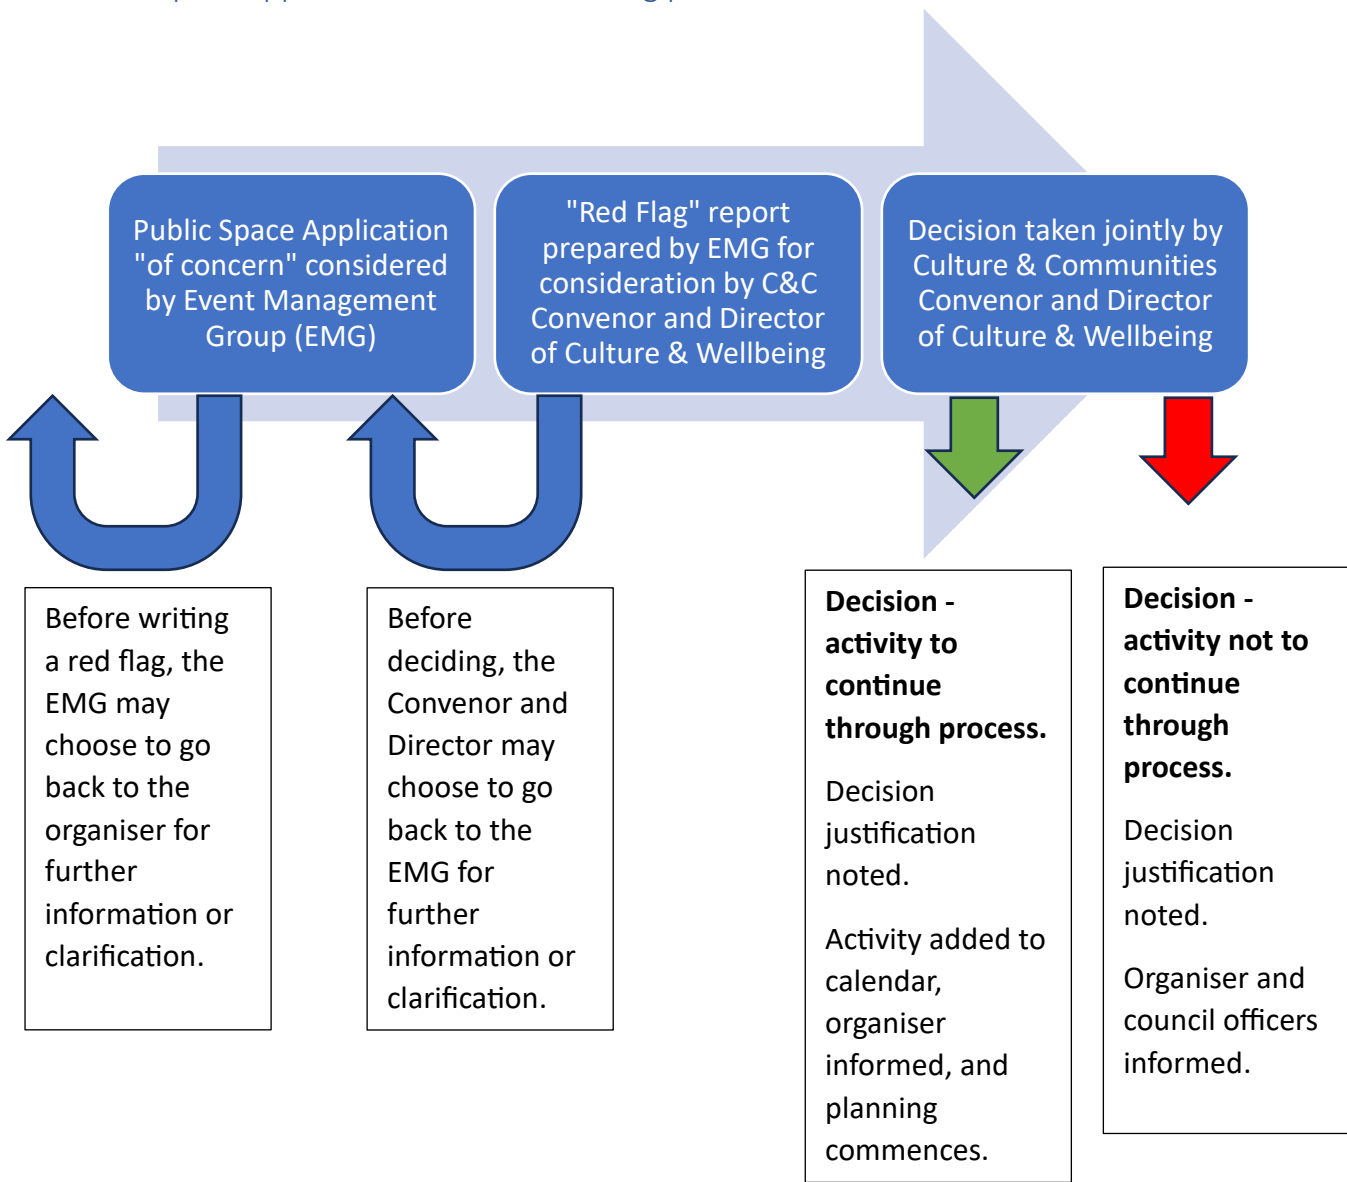 Public Space Application
"of concern" considered
by Event Management
Group (EMG)
"Red Flag" report
prepared by EMG for
consideration by C&C
Convenor and Director
of Culture & Wellbeing
Decision taken jointly by
Culture & Communities
Convenor and Director
of Culture & Wellbeing
Before writing
a red flag, the
EMG may
choose to go
back to the
organiser for
further
information or
clarification.
Before
deciding, the
Convenor and
Director may
choose to go
back to the
EMG for
further
information or
clarification.
Decision -
activity to
continue
through process.
Decision
justification
noted.
Activity added to
calendar,
organiser
informed, and
planning
commences.
Decision -
activity not to
continue
through
process.
Decision
justification
noted.
Organiser and
council officers
informed.